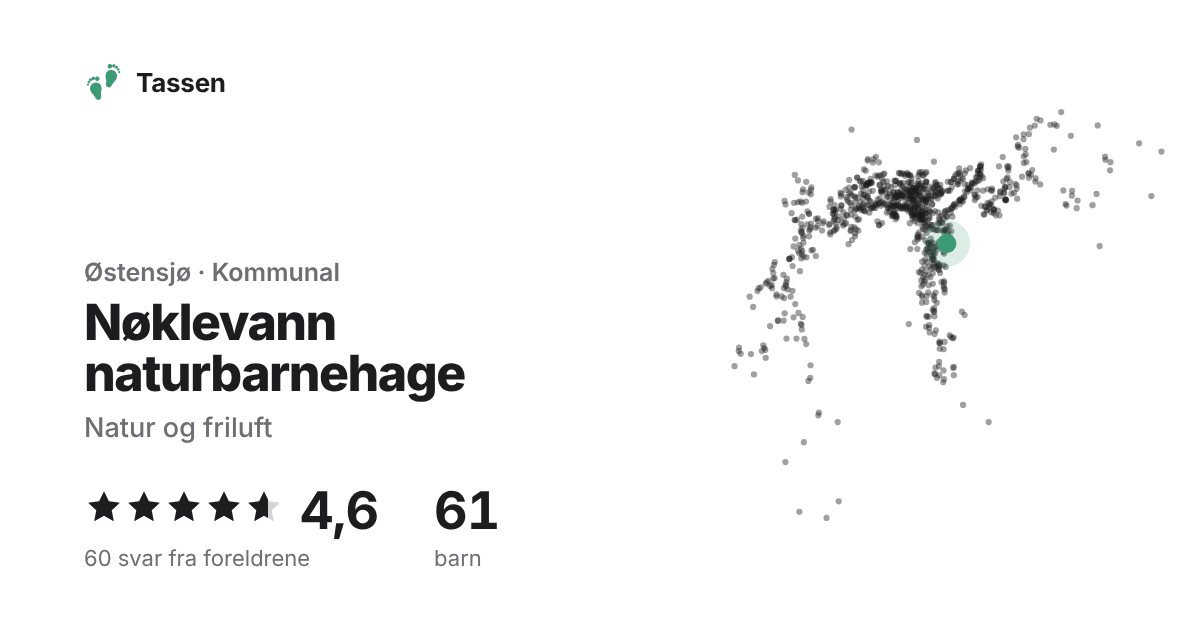 Tassen
Østensjø · Kommunal
Nøklevann
naturbarnehage
Natur og friluft
4,6
61
60 svar fra foreldrene
barn